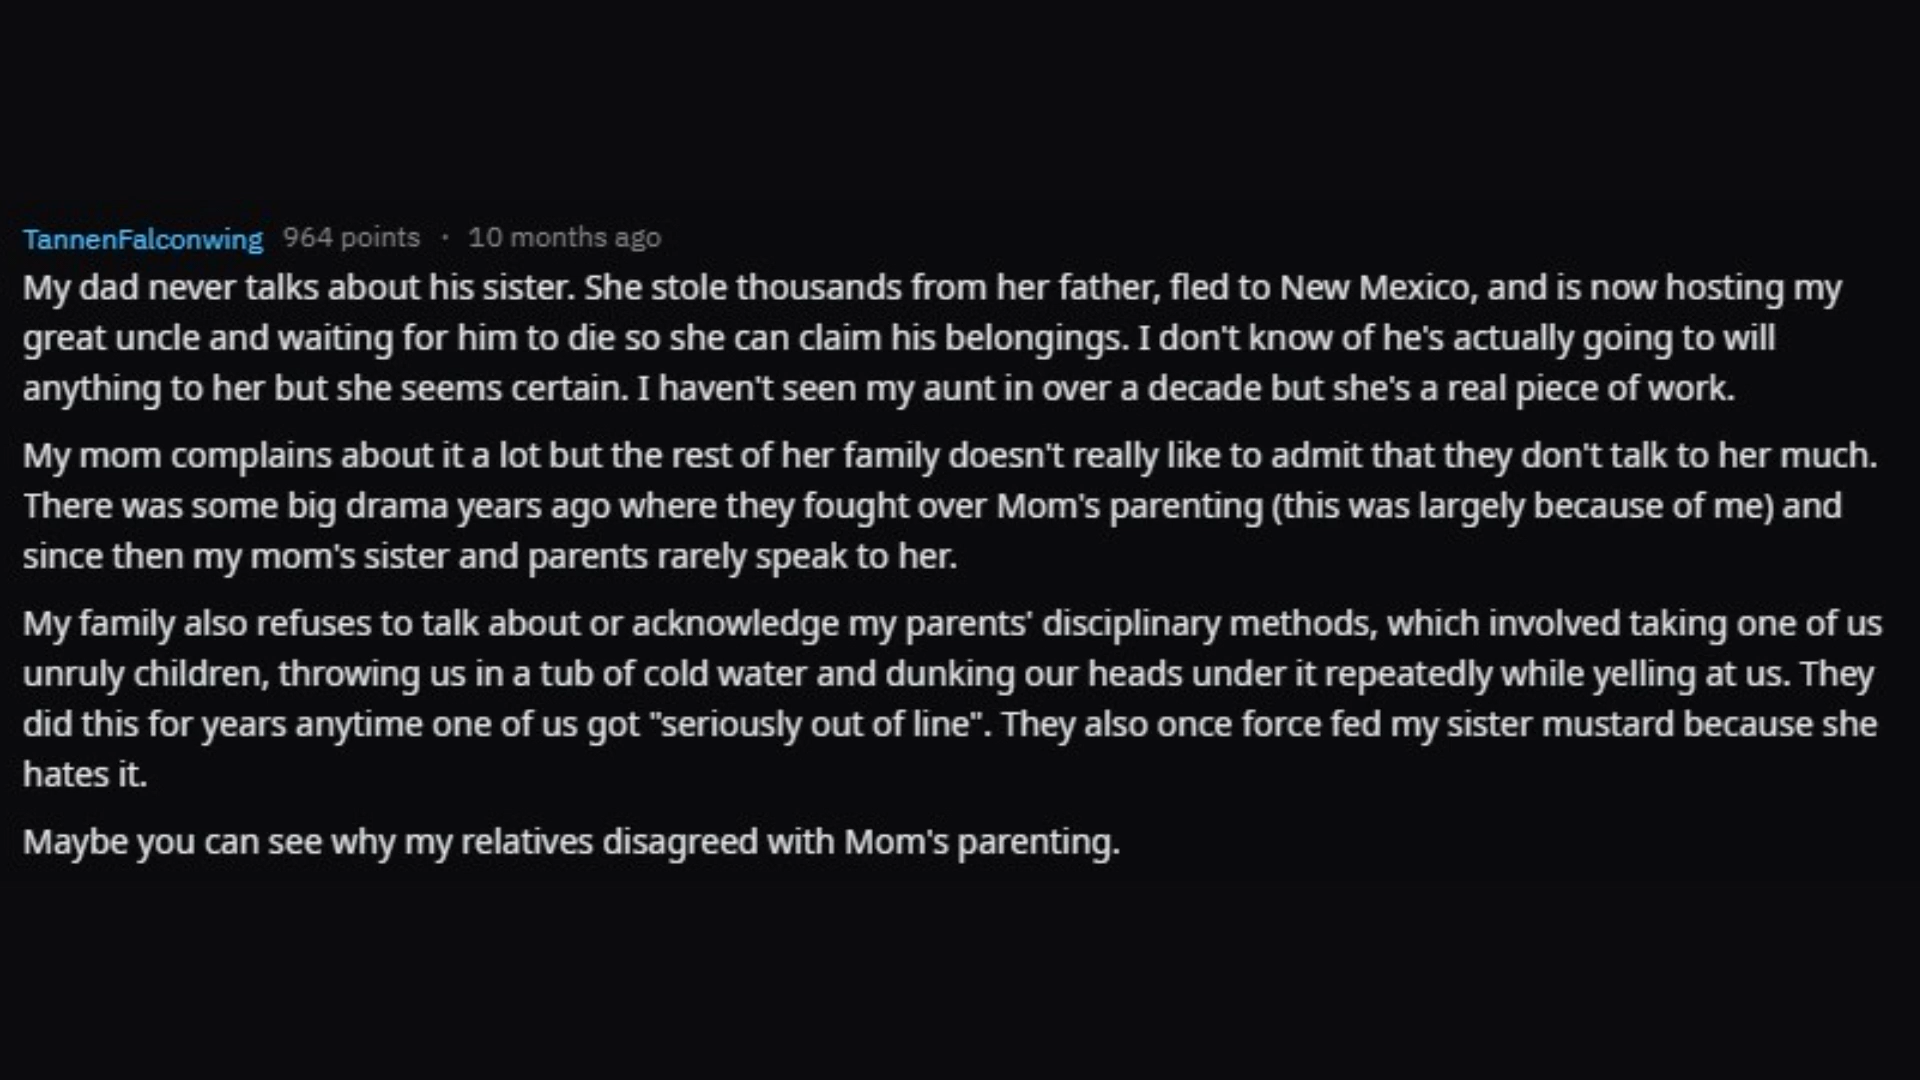 TannenFalconwing 964 points · 10 months ago
My dad never talks about his sister. She stole thousands from her father, fled to New Mexico, and is now hosting my
great uncle and waiting for him to die so she can claim his belongings. I don't know of he's actually going to will
anything to her but she seems certain. I haven't seen my aunt in over a decade but she's a real piece of work.
My mom complains about it a lot but the rest of her family doesn't really like to admit that they don't talk to her much.
There was some big drama years ago where they fought over Mom's parenting (this was largely because of me) and
since then my mom's sister and parents rarely speak to her.
My family also refuses to talk about or acknowledge my parents' disciplinary methods, which involved taking one of us
unruly children, throwing us in a tub of cold water and dunking our heads under it repeatedly while yelling at us. They
did this for years anytime one of us got "seriously out of line". They also once force fed my sister mustard because she
hates it.
Maybe you can see why my relatives disagreed with Mom's parenting.